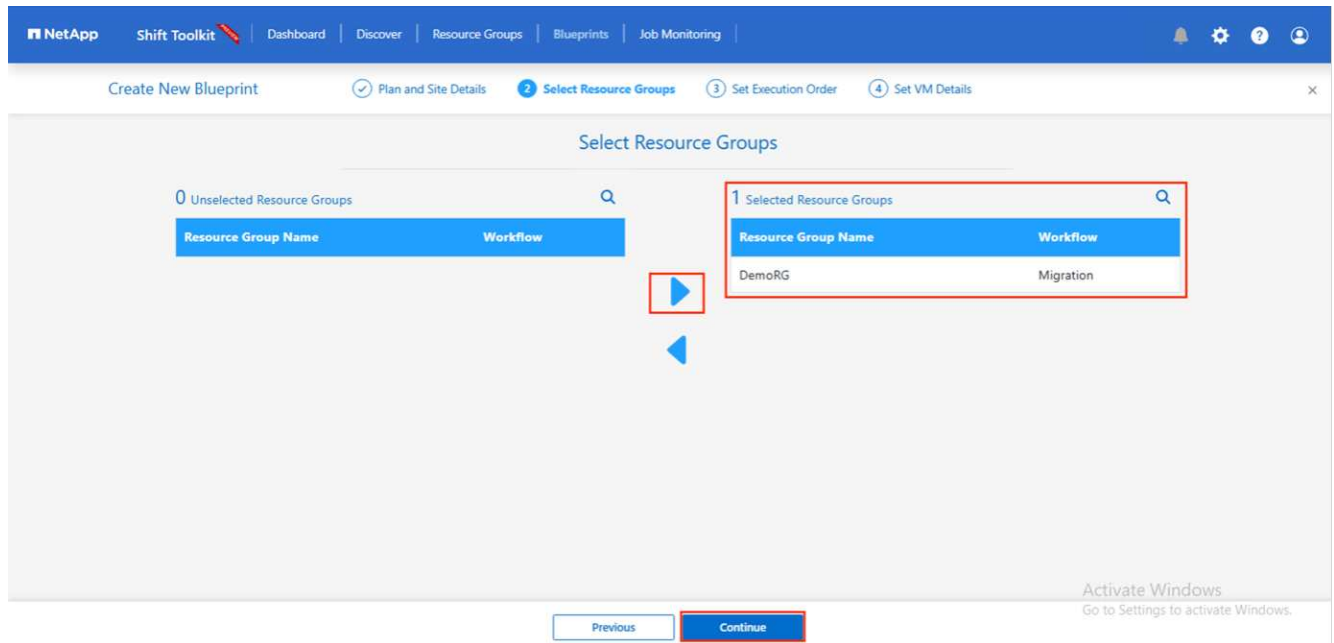 NetApp Shift Toolkit Dashboard Discover Resource Groups Blueprints Job Monitoring
Create New Blueprint Plan and Site Details 2 Select Resource Groups 3 Set Execution Order 4 Set VM Details
Select Resource Groups
0 Unselected Resource Groups
Resource Group Name Workflow
1 Selected Resource Groups
Resource Group Name Workflow
DemoRG Migration
Activate Windows
Go to Settings to activate Windows.
Previous Continue